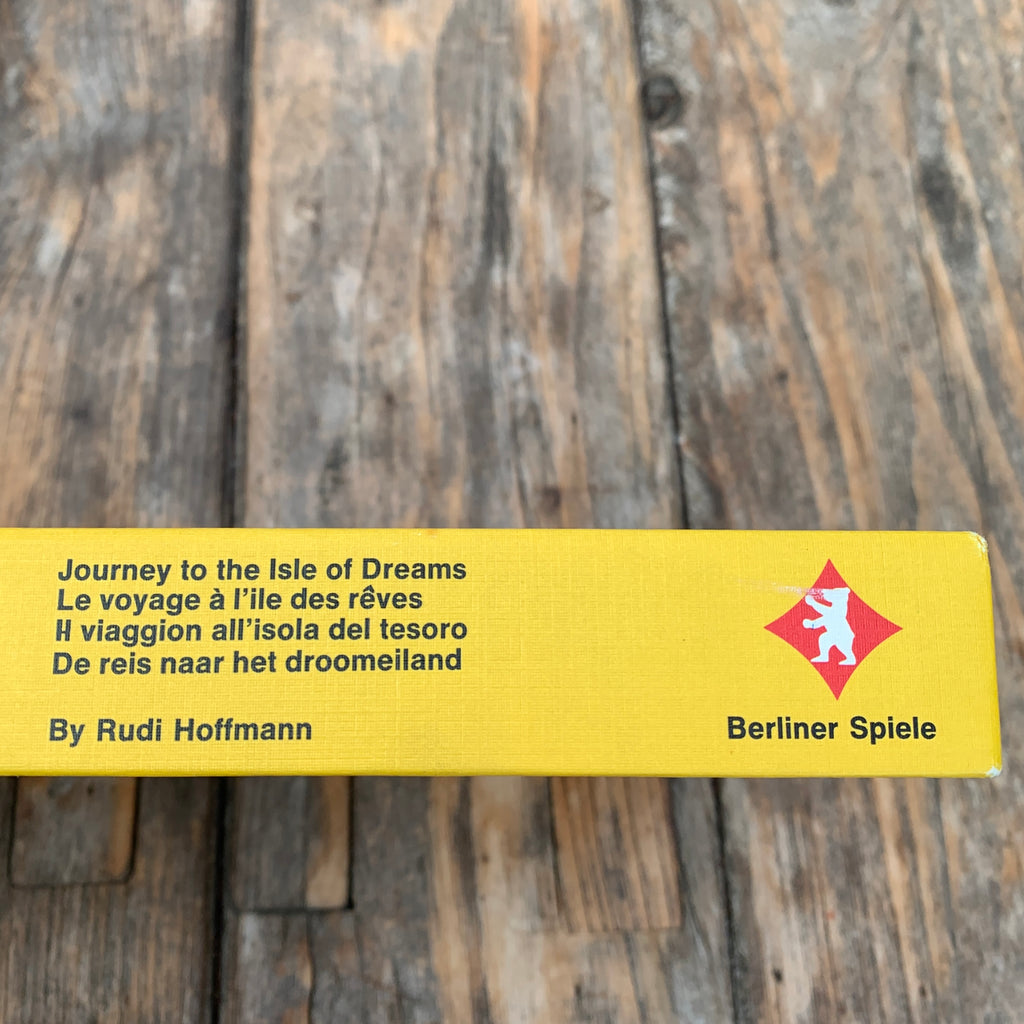 Journey to the Isle of Dreams
Le voyage à l'ile des rêves
Il viaggion all'isola del tesoro
De reis naar het droomeiland
By Rudi Hoffmann
Berliner Spiele